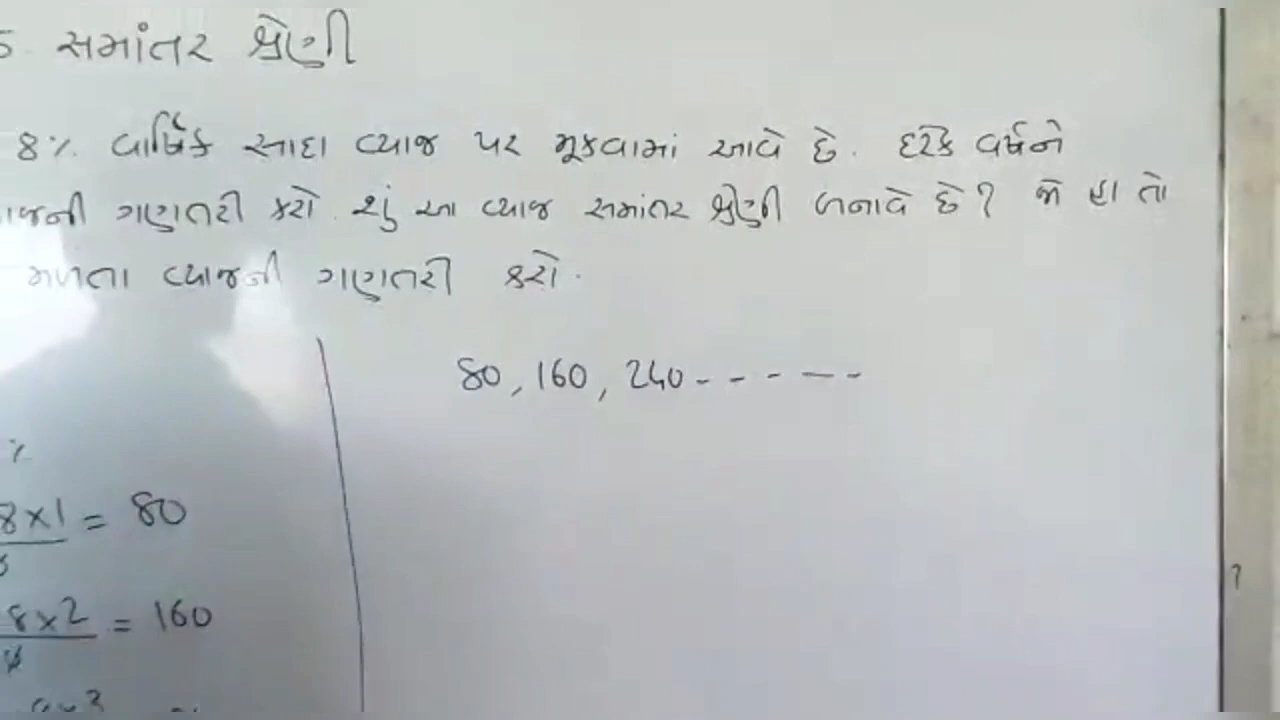 5 સમાંતર શ્રેણી
8% વાર્ષિક સાદા વ્યાજ પર મૂકવામાં આવે છે. દરેક વર્ષને
ગણતરી કરો. શું આ વ્યાજ સમાંતર શ્રેણી બનાવે છે? જો હા તો
મળતા વ્યાજની ગણતરી કરો.
80, 160, 240 - - - - -
%
8×1 = 80
8×2 = 160